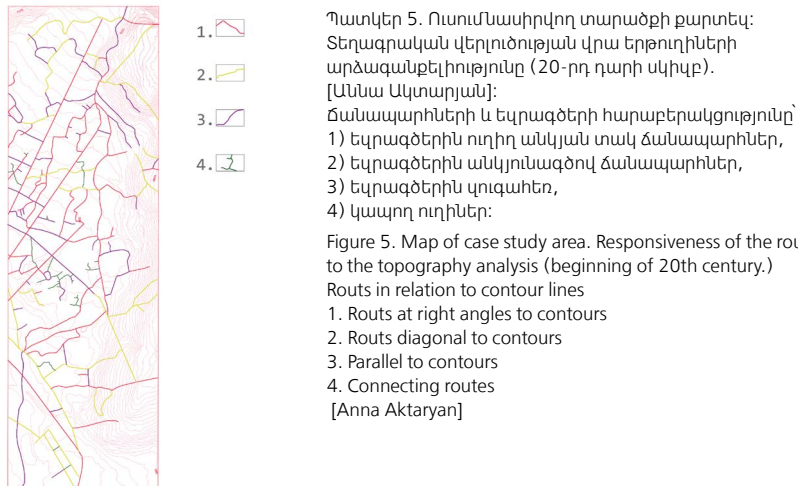 1.
2.
3.
4.
Պատկեր 5. Ուսումնասիրվող տարածքի քարտեզ:
Տեղագրական վերլուծության վրա երթուղիների
արձագանքելիությունը (20-րդ դարի սկիզբ).
[Աննա Ակտարյան]:
Ճանապարհների և եզրագծերի հարաբերակցությունը՝
1) եզրագծերին ուղիղ անկյան տակ ճանապարհներ,
2) եզրագծերին անկյունագծով ճանապարհներ,
3) եզրագծերին զուգահեռ,
4) կապող ուղիներ:
Figure 5. Map of case study area. Responsiveness of the rou
to the topography analysis (beginning of 20th century.)
Routs in relation to contour lines
1. Routs at right angles to contours
2. Routs diagonal to contours
3. Parallel to contours
4. Connecting routes
[Anna Aktaryan]